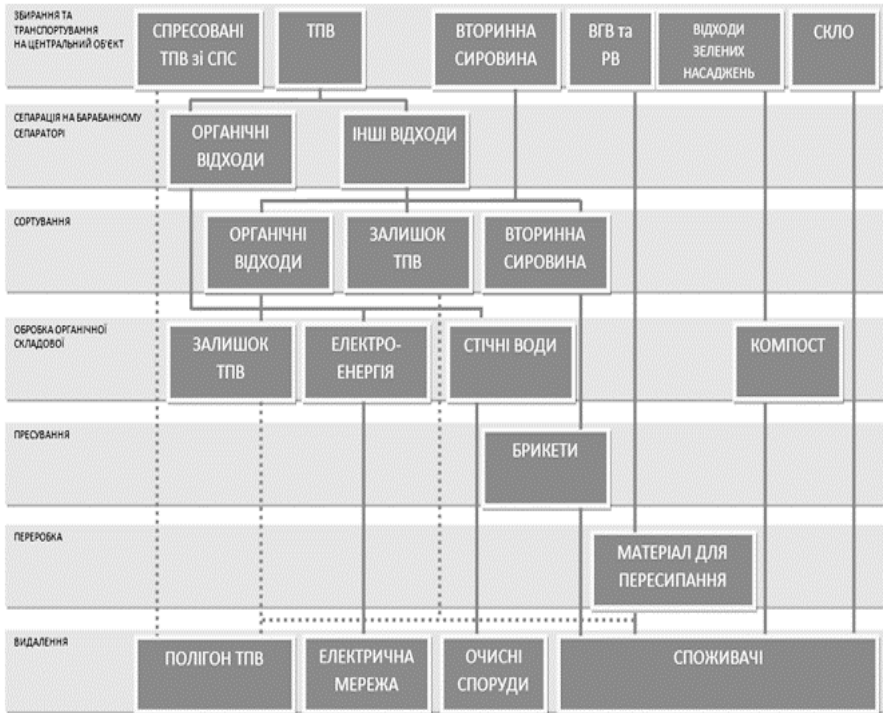 ЗБИРАННЯ ТА
ТРАНСПОРТУВАННЯ
НА ЦЕНТРАЛЬНИЙ ОБ'ЄКТ
СПРЕСОВАНІ
ТПВ зі СПС
ТПВ
ВТОРИННА
СИРОВИНА
ВГВ та
РВ
ВІДХОДИ
ЗЕЛЕНИХ
НАСАДЖЕНЬ
СКЛО
СЕПАРАЦІЯ НА БАРАБАННОМУ
СЕПАРАТОРІ
ОРГАНІЧНІ
ВІДХОДИ
ІНШІ ВІДХОДИ
СОРТУВАННЯ
ОРГАНІЧНІ
ВІДХОДИ
ЗАЛИШОК
ТПВ
ВТОРИННА
СИРОВИНА
ОБРОБКА ОРГАНІЧНОЇ
СКЛАДОВОЇ
ЗАЛИШОК
ТПВ
ЕЛЕКТРО-
ЕНЕРГІЯ
СТІЧНІ ВОДИ
КОМПОСТ
ПРЕСУВАННЯ
БРИКЕТИ
ПЕРЕРОБКА
МАТЕРІАЛ ДЛЯ
ПЕРЕСИПАННЯ
ВИДАЛЕННЯ
ПОЛІГОН ТПВ
ЕЛЕКТРИЧНА
МЕРЕЖА
ОЧИСНІ
СПОРУДИ
СПОЖИВАЧІ